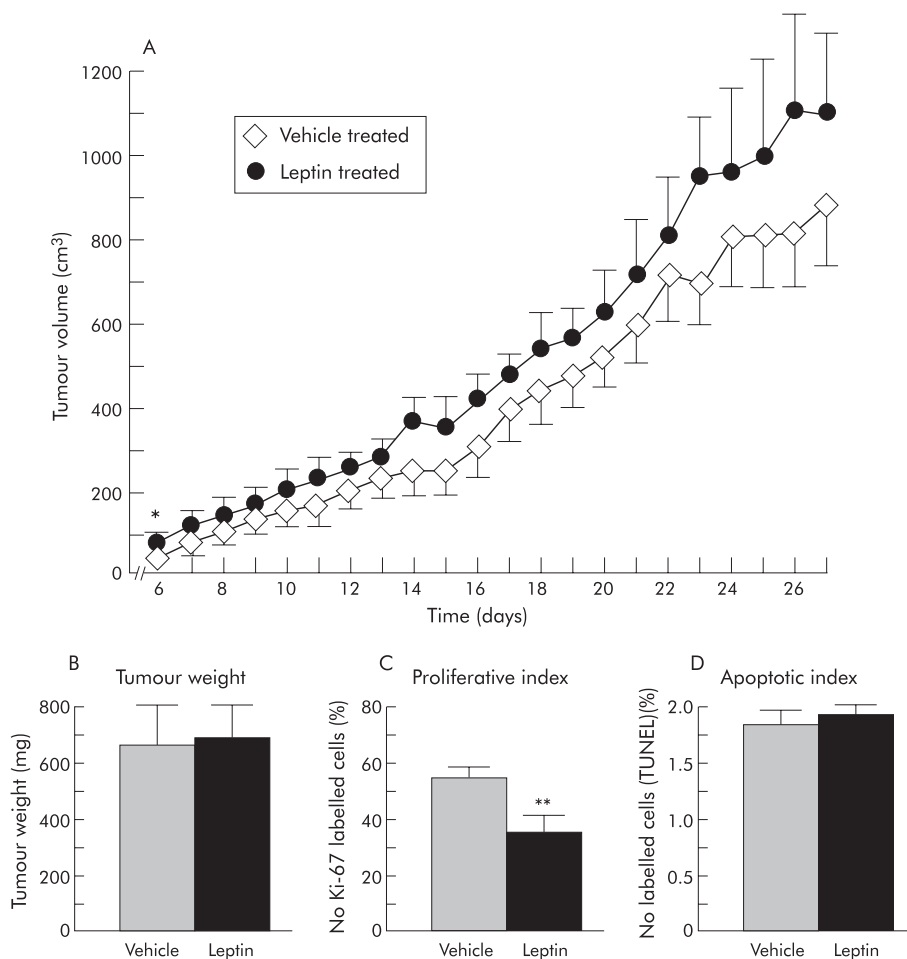 A
1200
1000
800
600
400
200
0
Tumour volume (cm³)
Vehicle treated
Leptin treated
*
6 8 10 12 14 16 18 20 22 24 26
Time (days)
B
Tumour weight
800
600
400
200
0
Tumour weight (mg)
Vehicle Leptin
C
Proliferative index
80
60
40
20
0
No Ki-67 labelled cells (%)
**
Vehicle Leptin
D
Apoptotic index
2.0
1.5
1.0
0.5
0
No labelled cells (TUNEL)(%)
Vehicle Leptin